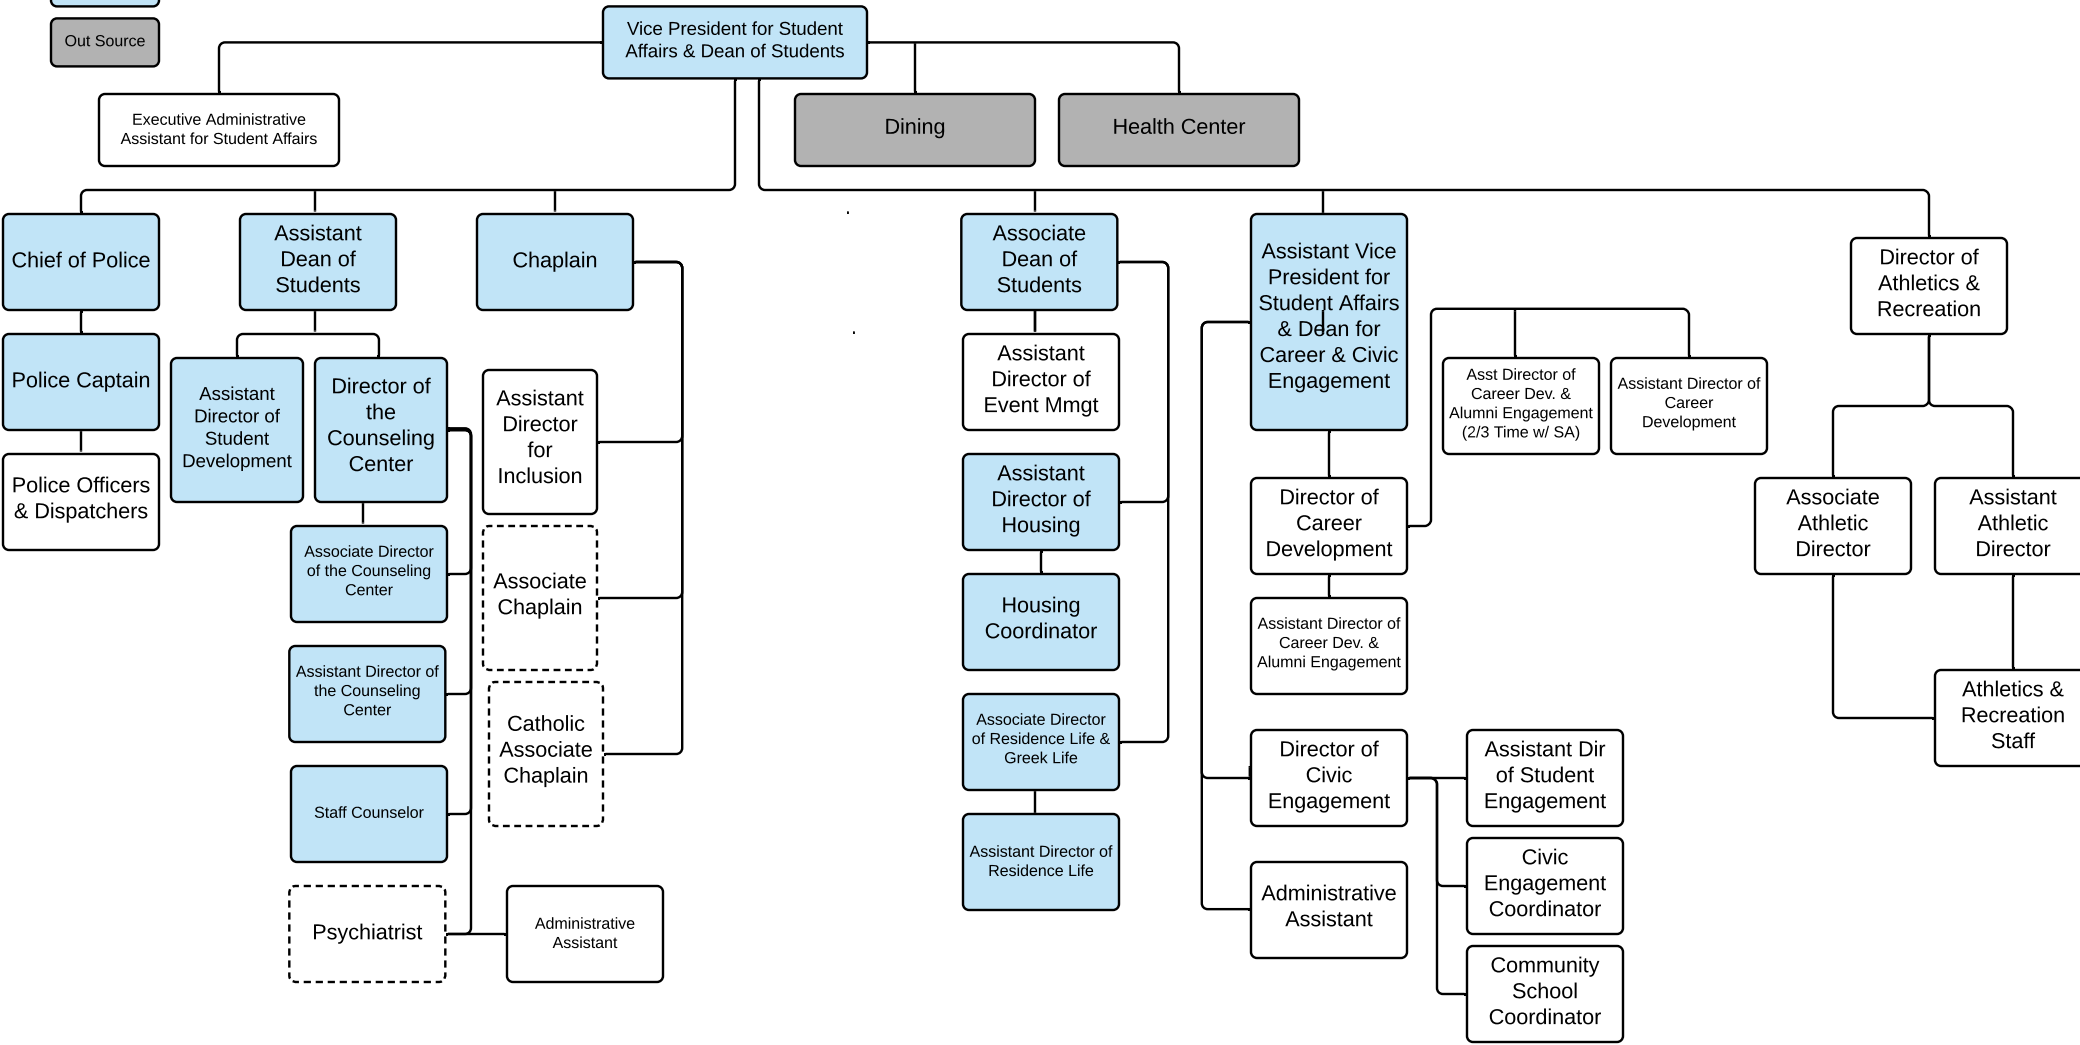 Out Source
Vice President for Student
Affairs & Dean of Students
Executive Administrative
Assistant for Student Affairs
Dining
Health Center
Chief of Police
Assistant
Dean of
Students
Chaplain
Associate
Dean of
Students
Assistant Vice
President for
Student Affairs
& Dean for
Career & Civic
Engagement
Director of
Athletics &
Recreation
Police Captain
Assistant
Director of
Student
Development
Director of
the
Counseling
Center
Assistant
Director
for
Inclusion
Assistant
Director of
Event Mmgt
Asst Director of
Career Dev. &
Alumni Engagement
(2/3 Time w/ SA)
Assistant Director of
Career
Development
Police Officers
& Dispatchers
Assistant
Director of
Housing
Director of
Career
Development
Associate
Athletic
Director
Assistant
Athletic
Director
Associate Director
of the Counseling
Center
Associate
Chaplain
Housing
Coordinator
Assistant Director of
Career Dev. &
Alumni Engagement
Assistant Director of
the Counseling
Center
Catholic
Associate
Chaplain
Associate Director
of Residence Life &
Greek Life
Director of
Civic
Engagement
Assistant Dir
of Student
Engagement
Athletics &
Recreation
Staff
Staff Counselor
Assistant Director of
Residence Life
Civic
Engagement
Coordinator
Psychiatrist
Administrative
Assistant
Administrative
Assistant
Community
School
Coordinator